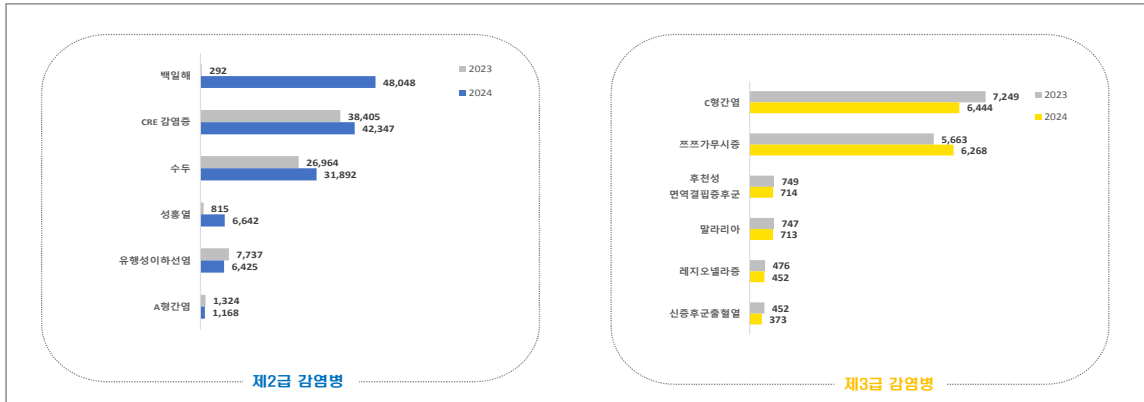 백일해
292
48,048
2023
2024
CRE 감염증
38,405
42,347
수두
26,964
31,892
성홍열
815
6,642
유행성이하선염
7,737
6,425
A형간염
1,324
1,168
제2급 감염병
C형간염
7,249
6,444
2023
2024
쯔쯔가무시증
5,663
6,268
후천성
면역결핍증후군
749
714
말라리아
747
713
레지오넬라증
476
452
신증후군출혈열
452
373
제3급 감염병